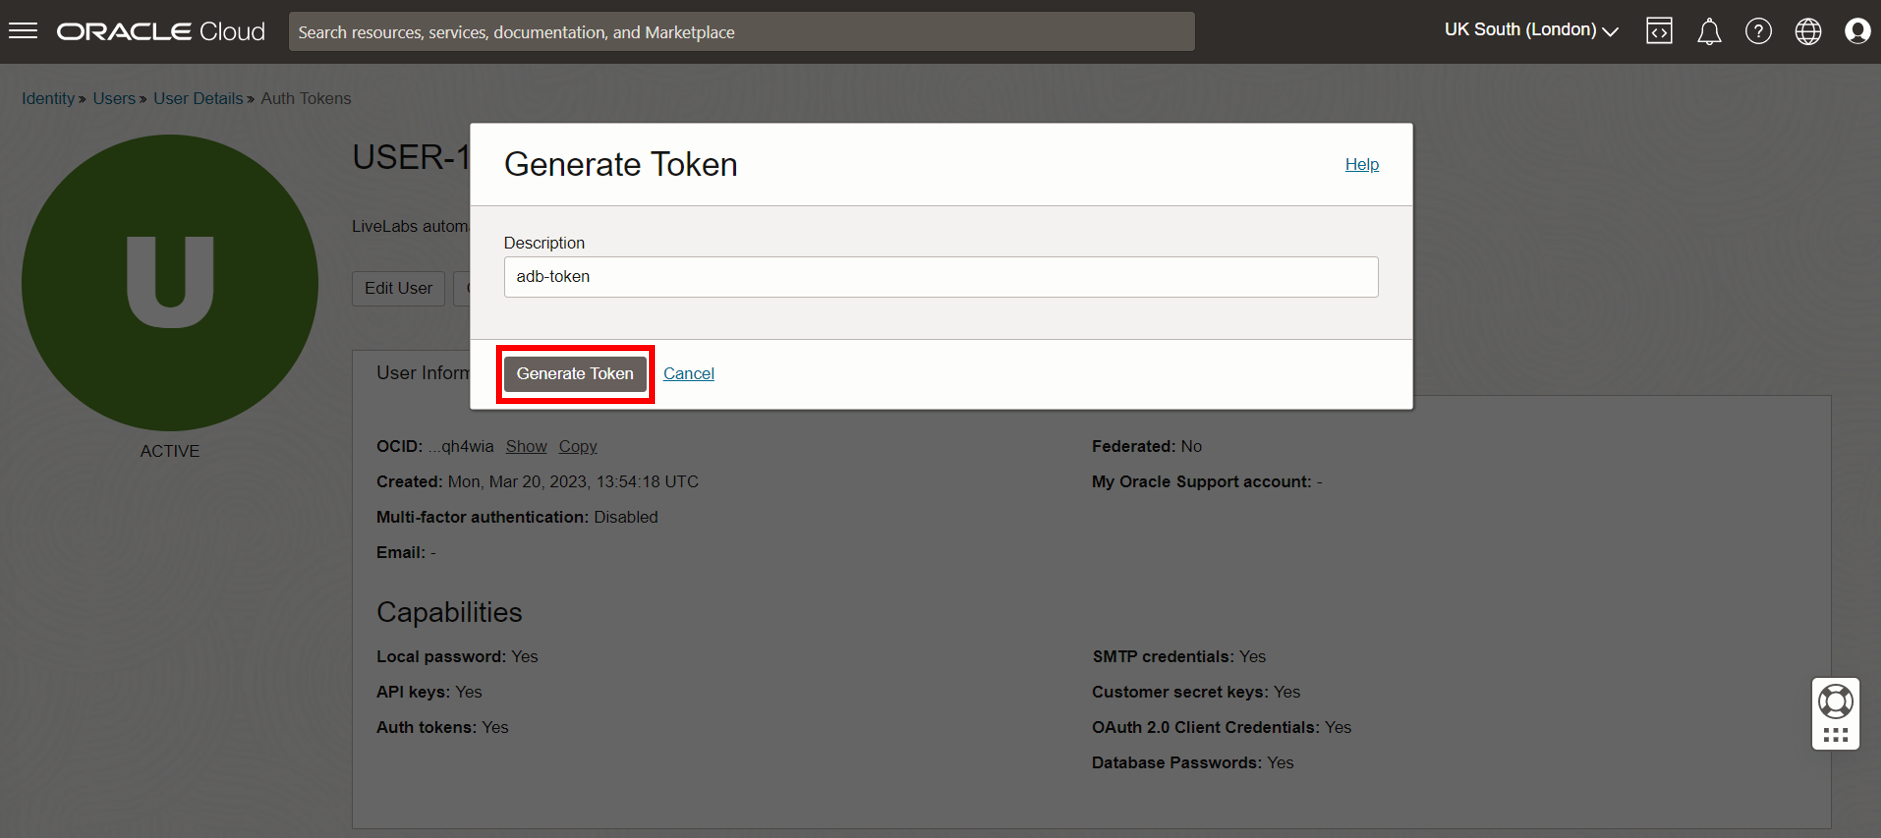 ORACLE Cloud
Search resources, services, documentation, and Marketplace
UK South (London)
Identity » Users » User Details » Auth Tokens
U
ACTIVE
USER-1
LiveLabs autom
Edit User
Generate Token
Help
Description
adb-token
Generate Token Cancel
User Inform
OCID: ...qh4wia Show Copy
Created: Mon, Mar 20, 2023, 13:54:18 UTC
Multi-factor authentication: Disabled
Email: -
Federated: No
My Oracle Support account: -
Capabilities
Local password: Yes
API keys: Yes
Auth tokens: Yes
SMTP credentials: Yes
Customer secret keys: Yes
OAuth 2.0 Client Credentials: Yes
Database Passwords: Yes